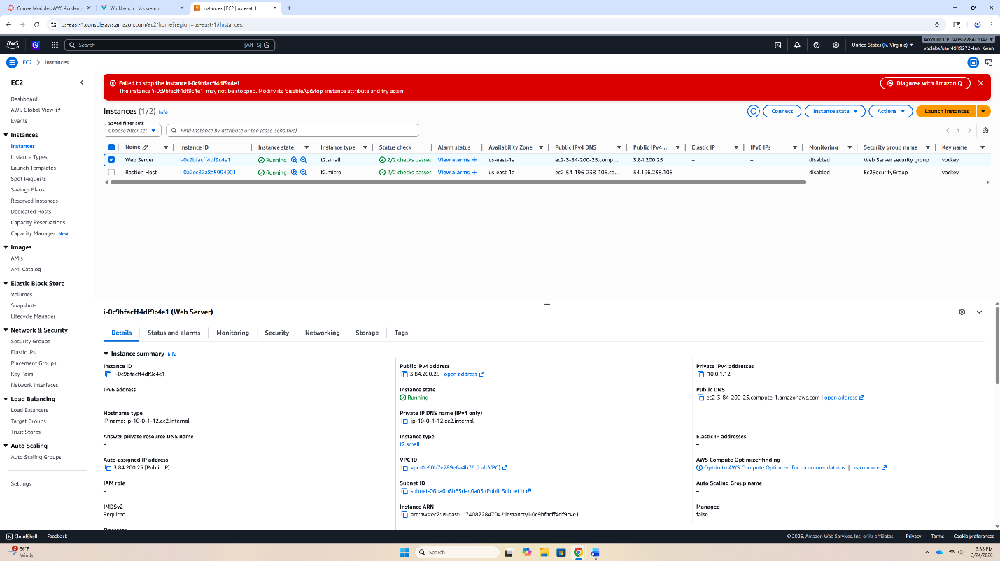 Course Modules: AWS Academy
Workbench - Vocareum
Instances | EC2 | us-east-1
us-east-1.console.aws.amazon.com/ec2/home?region=us-east-1#Instances:
aws
Search
[Alt+S]
United States (N. Virginia)
Account ID: 7408-2284-7042
voclabs/user4919272=Ian_Kwan
EC2 > Instances
EC2
Dashboard
AWS Global View
Events
Instances
Instances
Instance Types
Launch Templates
Spot Requests
Savings Plans
Reserved Instances
Dedicated Hosts
Capacity Reservations
Capacity Manager New
Images
AMIs
AMI Catalog
Elastic Block Store
Volumes
Snapshots
Lifecycle Manager
Network & Security
Security Groups
Elastic IPs
Placement Groups
Key Pairs
Network Interfaces
Load Balancing
Load Balancers
Target Groups
Trust Stores
Auto Scaling
Auto Scaling Groups
Settings
Failed to stop the instance i-0c9bfacff4df9c4e1
The instance 'i-0c9bfacff4df9c4e1' may not be stopped. Modify its 'disableApiStop' instance attribute and try again.
Diagnose with Amazon Q
Instances (1/2) Info
Connect
Instance state
Actions
Launch instances
Saved filter sets
Choose filter set
Find Instance by attribute or tag (case-sensitive)
1
Name Instance ID Instance state Instance type Status check Alarm status Availability Zone Public IPv4 DNS Public IPv4 ... Elastic IP IPv6 IPs Monitoring Security group name Key name
Web Server i-0c9bfacff4df9c4e1 Running t2.small 2/2 checks passed View alarms + us-east-1a ec2-3-84-200-25.comp... 3.84.200.25 – – disabled Web Server security group vockey
Bastion Host i-0a2ec82a8a5994901 Running t2.micro 2/2 checks passed View alarms + us-east-1a ec2-54-196-238-106.co... 54.196.238.106 – – disabled Ec2SecurityGroup vockey
i-0c9bfacff4df9c4e1 (Web Server)
Details
Status and alarms
Monitoring
Security
Networking
Storage
Tags
Instance summary Info
Instance ID
i-0c9bfacff4df9c4e1
IPv6 address
–
Hostname type
IP name: ip-10-0-1-12.ec2.internal
Answer private resource DNS name
–
Auto-assigned IP address
3.84.200.25 [Public IP]
IAM role
–
IMDSv2
Required
Operator
Public IPv4 address
3.84.200.25 | open address
Instance state
Running
Private IP DNS name (IPv4 only)
ip-10-0-1-12.ec2.internal
Instance type
t2.small
VPC ID
vpc-0e60b7e789e6a4b76 (Lab VPC)
Subnet ID
subnet-06ba6b6b65da40a05 (PublicSubnet1)
Instance ARN
arn:aws:ec2:us-east-1:740822847042:instance/i-0c9bfacff4df9c4e1
Private IPv4 addresses
10.0.1.12
Public DNS
ec2-3-84-200-25.compute-1.amazonaws.com | open address
Elastic IP addresses
–
AWS Compute Optimizer finding
Opt-in to AWS Compute Optimizer for recommendations. | Learn more
Auto Scaling Group name
–
Managed
false
CloudShell
Feedback
© 2026, Amazon Web Services, Inc. or its affiliates.
Privacy
Terms
Cookie preferences
2
56°F
Windy
Search
3:38 PM
3/24/2026